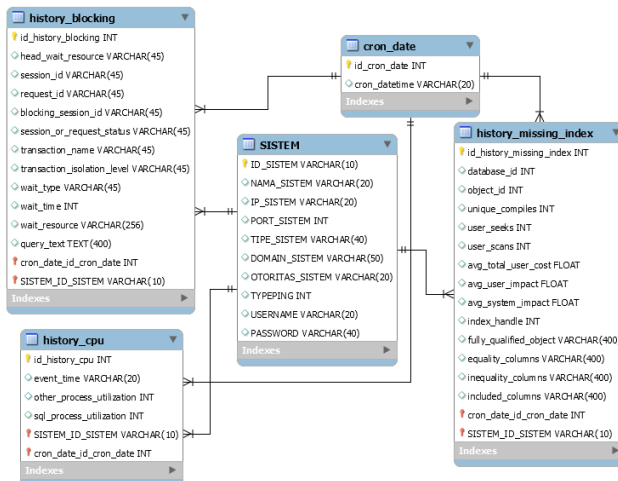 history_blocking
id_history_blocking INT
head_wait_resource VARCHAR(45)
session_id VARCHAR(45)
request_id VARCHAR(45)
blocking_session_id VARCHAR(45)
session_or_request_status VARCHAR(45)
transaction_name VARCHAR(45)
transaction_isolation_level VARCHAR(45)
wait_type VARCHAR(45)
wait_time INT
wait_resource VARCHAR(256)
query_text TEXT(400)
cron_date_id_cron_date INT
SISTEM_ID_SISTEM VARCHAR(10)
Indexes
cron_date
id_cron_date INT
cron_datetime VARCHAR(20)
Indexes
SISTEM
ID_SISTEM VARCHAR(10)
NAMA_SISTEM VARCHAR(20)
IP_SISTEM VARCHAR(20)
PORT_SISTEM INT
TIPE_SISTEM VARCHAR(40)
DOMAIN_SISTEM VARCHAR(50)
OTORITAS_SISTEM VARCHAR(20)
TYPEPING INT
USERNAME VARCHAR(20)
PASSWORD VARCHAR(40)
Indexes
history_missing_index
id_history_missing_index INT
database_id INT
object_id INT
unique_compiles INT
user_seeks INT
user_scans INT
avg_total_user_cost FLOAT
avg_user_impact FLOAT
avg_system_impact FLOAT
index_handle INT
fully_qualified_object VARCHAR(400)
equality_columns VARCHAR(400)
inequality_columns VARCHAR(400)
included_columns VARCHAR(400)
cron_date_id_cron_date INT
SISTEM_ID_SISTEM VARCHAR(10)
Indexes
history_cpu
id_history_cpu INT
event_time VARCHAR(20)
other_process_utilization INT
sql_process_utilization INT
SISTEM_ID_SISTEM VARCHAR(10)
cron_date_id_cron_date INT
Indexes